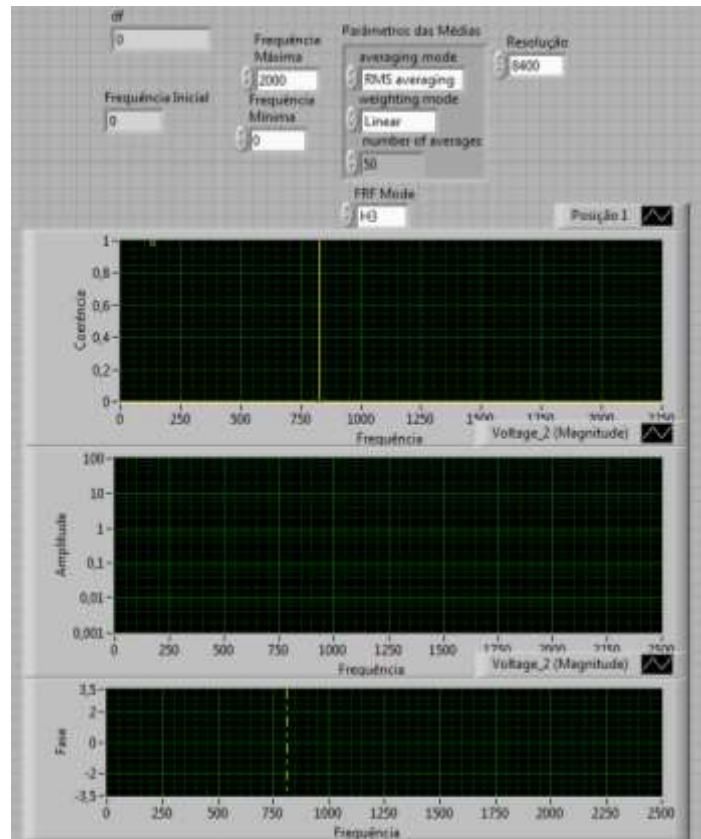 df
0
Frequência Inicial
0
Frequência
Máxima
2000
Frequência
Mínima
0
Parâmetros das Médias
averaging mode
RMS averaging
weighting mode
Linear
number of averages
50
FRF Mode
H3
Resolução
8400
Posição 1
1
0,8
0,6
0,4
0,2
0
Coerência
0 250 500 750 1000 1250 1500 1750 2000 2250
Frequência
Voltage_2 (Magnitude)
100
10
1
0,1
0,01
0,001
Amplitude
0 250 500 750 1000 1250 1500 1750 2000 2250 2500
Frequência
Voltage_2 (Magnitude)
3,5
2
0
-2
-3,5
Fase
0 250 500 750 1000 1250 1500 1750 2000 2250 2500
Frequência